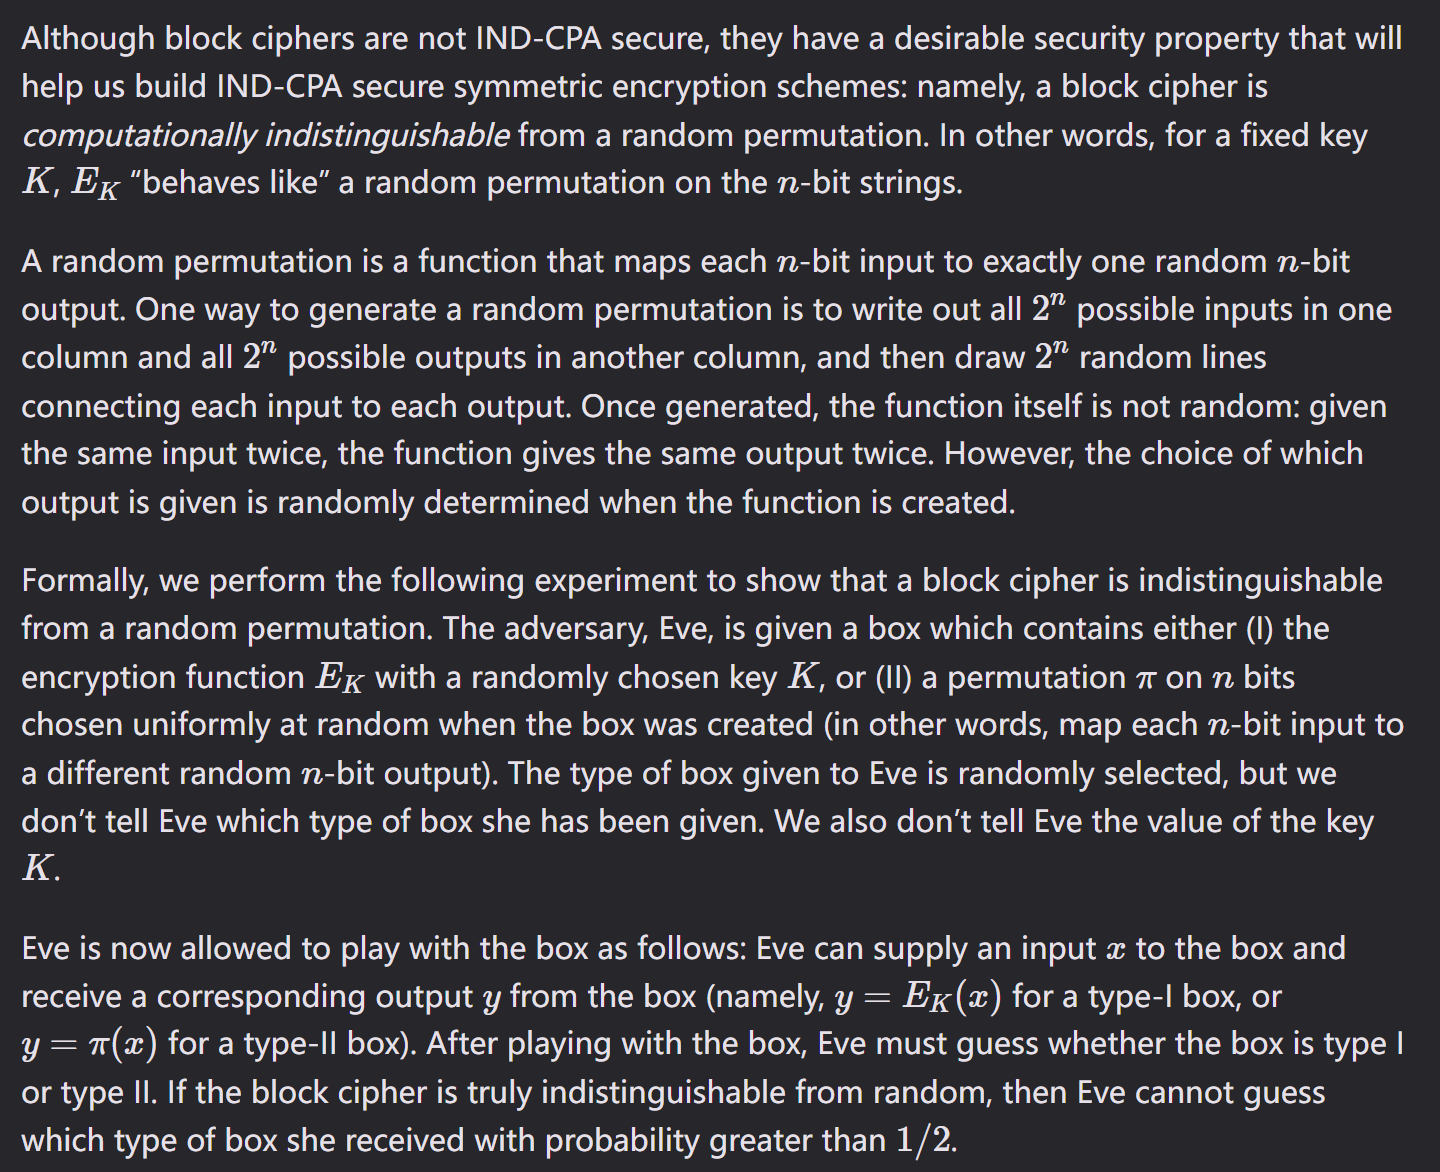 Although block ciphers are not IND-CPA secure, they have a desirable security property that will
help us build IND-CPA secure symmetric encryption schemes: namely, a block cipher is
computationally indistinguishable from a random permutation. In other words, for a fixed key
K, E_K “behaves like” a random permutation on the n-bit strings.
A random permutation is a function that maps each n-bit input to exactly one random n-bit
output. One way to generate a random permutation is to write out all 2^n possible inputs in one
column and all 2^n possible outputs in another column, and then draw 2^n random lines
connecting each input to each output. Once generated, the function itself is not random: given
the same input twice, the function gives the same output twice. However, the choice of which
output is given is randomly determined when the function is created.
Formally, we perform the following experiment to show that a block cipher is indistinguishable
from a random permutation. The adversary, Eve, is given a box which contains either (I) the
encryption function E_K with a randomly chosen key K, or (II) a permutation π on n bits
chosen uniformly at random when the box was created (in other words, map each n-bit input to
a different random n-bit output). The type of box given to Eve is randomly selected, but we
don’t tell Eve which type of box she has been given. We also don’t tell Eve the value of the key
K.
Eve is now allowed to play with the box as follows: Eve can supply an input x to the box and
receive a corresponding output y from the box (namely, y = E_K(x) for a type-I box, or
y = π(x) for a type-II box). After playing with the box, Eve must guess whether the box is type I
or type II. If the block cipher is truly indistinguishable from random, then Eve cannot guess
which type of box she received with probability greater than 1/2.